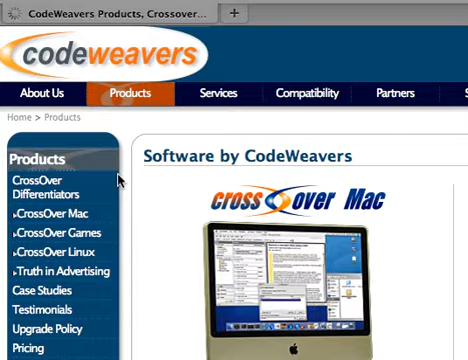 CodeWeavers Products, Crossover...
codeweavers
About Us Products Services Compatibility Partners
Home > Products
Products
CrossOver
Differentiators
CrossOver Mac
CrossOver Games
CrossOver Linux
Truth in Advertising
Case Studies
Testimonials
Upgrade Policy
Pricing
Software by CodeWeavers
crossover Mac